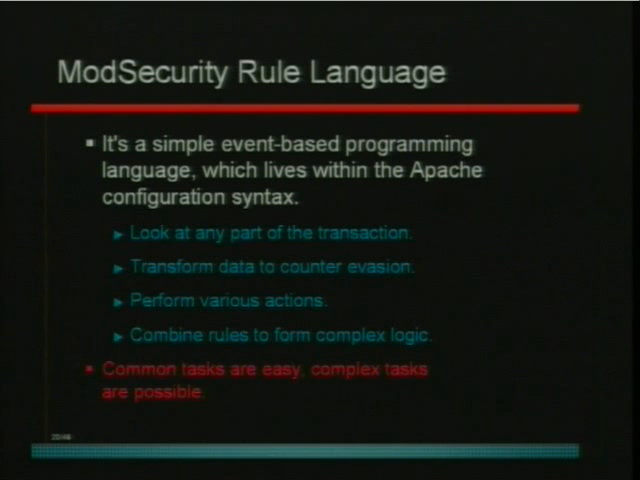 ModSecurity Rule Language
It's a simple event-based programming
language, which lives within the Apache
configuration syntax.
Look at any part of the transaction.
Transform data to counter evasion.
Perform various actions.
Combine rules to form complex logic.
Common tasks are easy, complex tasks
are possible.